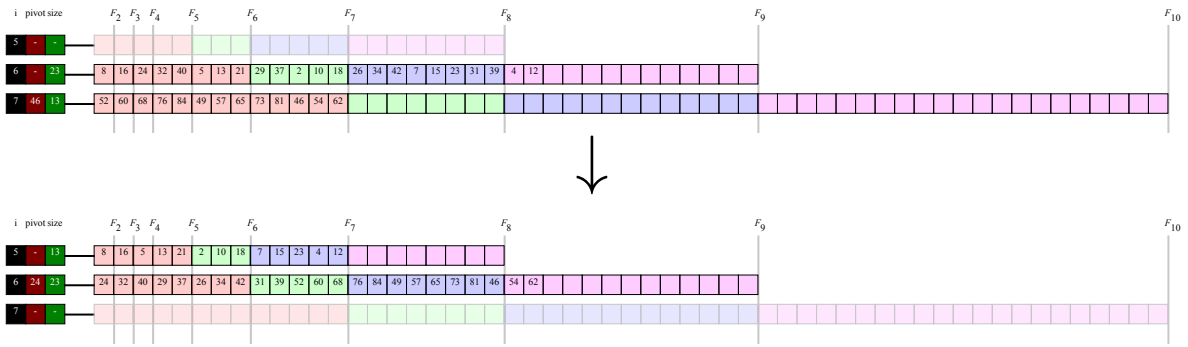 i pivot size F2 F3 F4 F5 F6 F7 F8 F9 F10
5 - -
6 - 23 8 16 24 32 40 5 13 21 29 37 2 10 18 26 34 42 7 15 23 31 39 4 12
7 46 13 52 60 68 76 84 49 57 65 73 81 46 54 62
i pivot size F2 F3 F4 F5 F6 F7 F8 F9 F10
5 - 13 8 16 5 13 21 2 10 18 7 15 23 4 12
6 24 23 24 32 40 29 37 26 34 42 31 39 52 60 68 76 84 49 57 65 73 81 46 54 62
7 - -